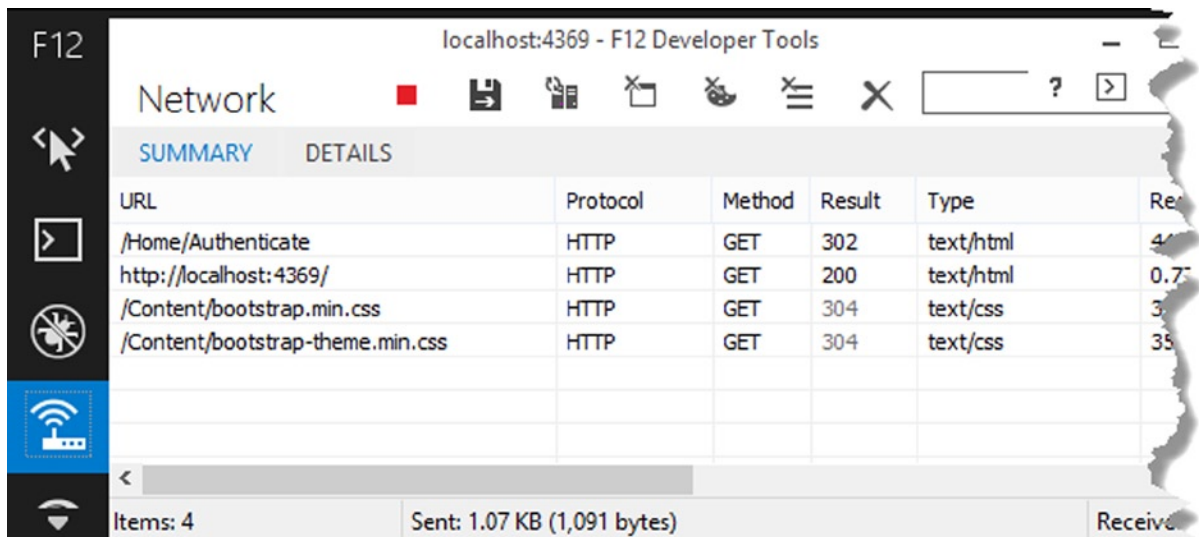 F12
localhost:4369 - F12 Developer Tools
Network
?
SUMMARY DETAILS
URL Protocol Method Result Type
/Home/Authenticate HTTP GET 302 text/html
http://localhost:4369/ HTTP GET 200 text/html
/Content/bootstrap.min.css HTTP GET 304 text/css
/Content/bootstrap-theme.min.css HTTP GET 304 text/css
Items: 4 Sent: 1.07 KB (1,091 bytes)